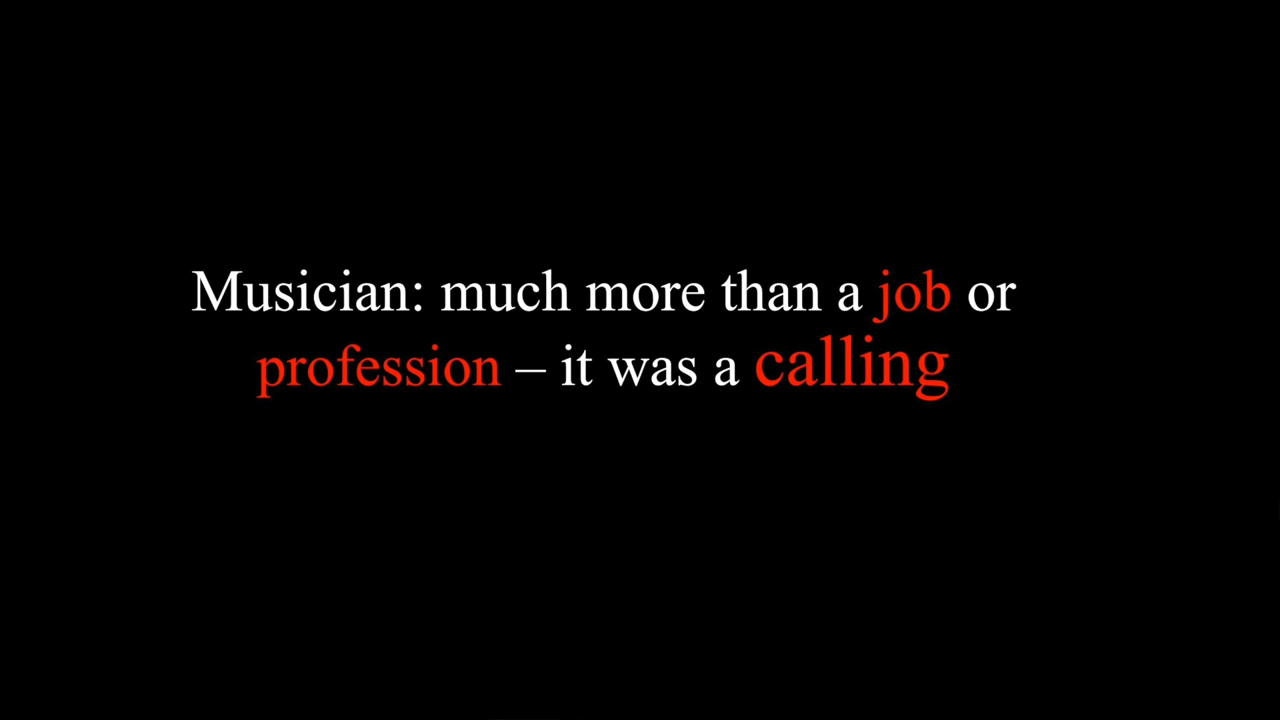 Musician: much more than a job or
profession – it was a calling